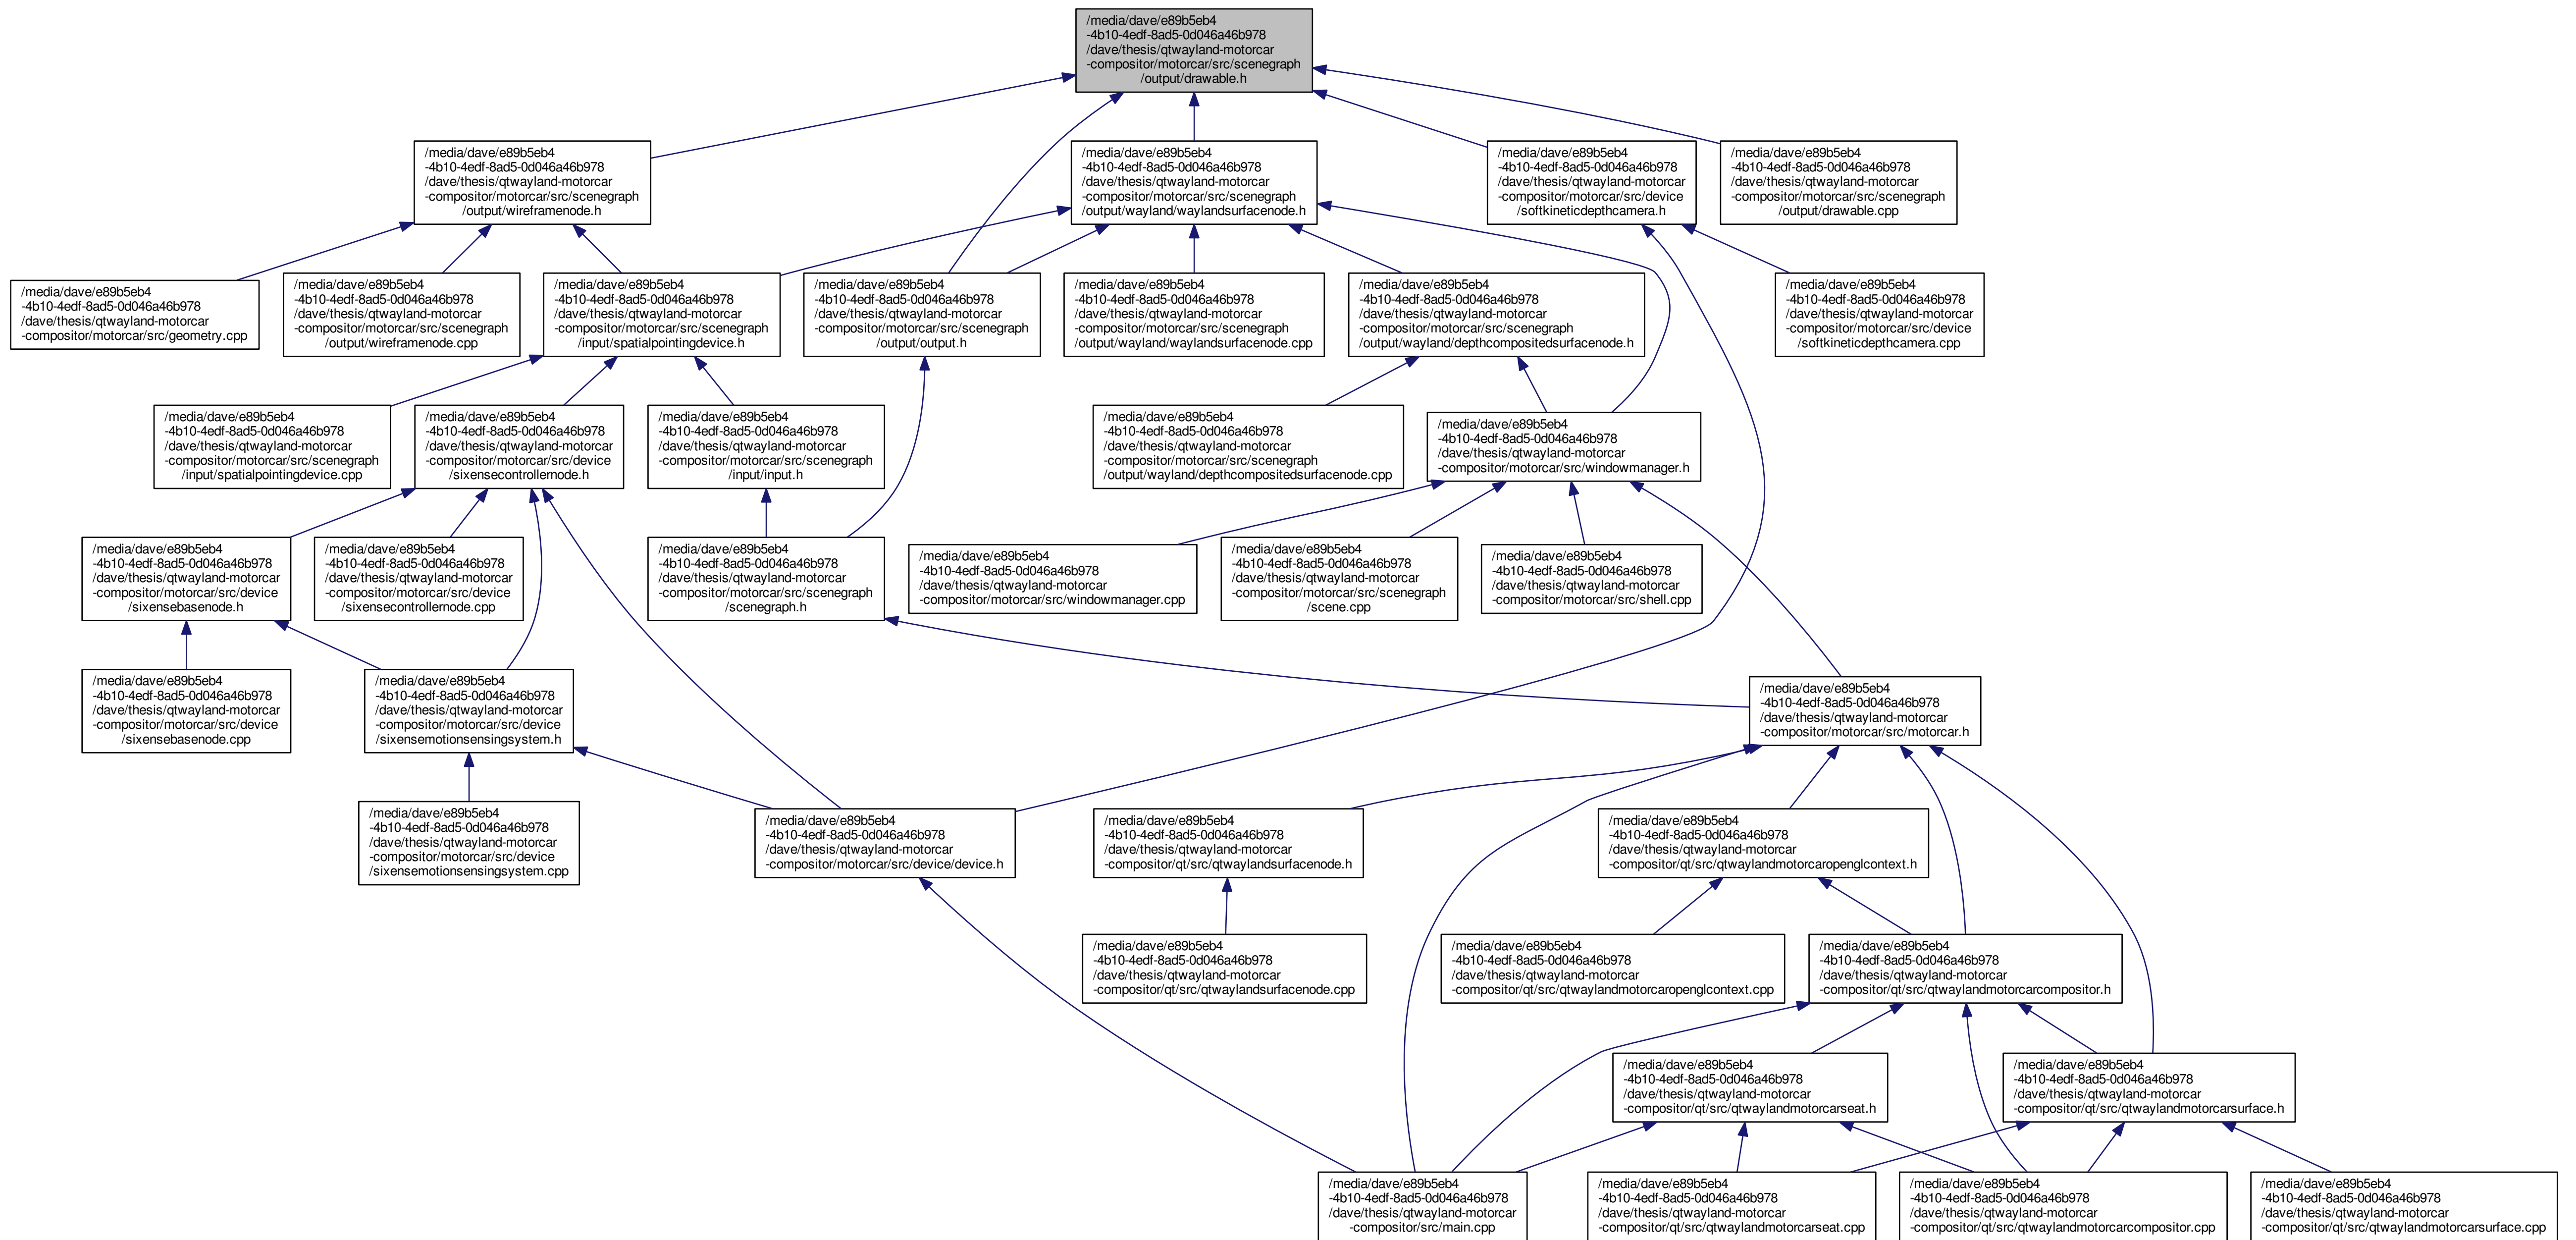 /media/dave/e89b5eb4
-4b10-4edf-8ad5-0d046a46b978
/dave/thesis/qtwayland-motorcar
-compositor/motorcar/src/scenegraph
/output/drawable.h
/media/dave/e89b5eb4
-4b10-4edf-8ad5-0d046a46b978
/dave/thesis/qtwayland-motorcar
-compositor/motorcar/src/scenegraph
/output/wireframenode.h
/media/dave/e89b5eb4
-4b10-4edf-8ad5-0d046a46b978
/dave/thesis/qtwayland-motorcar
-compositor/motorcar/src/scenegraph
/output/wayland/waylandsurfacenode.h
/media/dave/e89b5eb4
-4b10-4edf-8ad5-0d046a46b978
/dave/thesis/qtwayland-motorcar
-compositor/motorcar/src/device
/softkineticdepthcamera.h
/media/dave/e89b5eb4
-4b10-4edf-8ad5-0d046a46b978
/dave/thesis/qtwayland-motorcar
-compositor/motorcar/src/scenegraph
/output/drawable.cpp
/media/dave/e89b5eb4
-4b10-4edf-8ad5-0d046a46b978
/dave/thesis/qtwayland-motorcar
-compositor/motorcar/src/geometry.cpp
/media/dave/e89b5eb4
-4b10-4edf-8ad5-0d046a46b978
/dave/thesis/qtwayland-motorcar
-compositor/motorcar/src/scenegraph
/output/wireframenode.cpp
/media/dave/e89b5eb4
-4b10-4edf-8ad5-0d046a46b978
/dave/thesis/qtwayland-motorcar
-compositor/motorcar/src/scenegraph
/input/spatialpointingdevice.h
/media/dave/e89b5eb4
-4b10-4edf-8ad5-0d046a46b978
/dave/thesis/qtwayland-motorcar
-compositor/motorcar/src/scenegraph
/output/output.h
/media/dave/e89b5eb4
-4b10-4edf-8ad5-0d046a46b978
/dave/thesis/qtwayland-motorcar
-compositor/motorcar/src/scenegraph
/output/wayland/waylandsurfacenode.cpp
/media/dave/e89b5eb4
-4b10-4edf-8ad5-0d046a46b978
/dave/thesis/qtwayland-motorcar
-compositor/motorcar/src/scenegraph
/output/wayland/depthcompositedsurfacenode.h
/media/dave/e89b5eb4
-4b10-4edf-8ad5-0d046a46b978
/dave/thesis/qtwayland-motorcar
-compositor/motorcar/src/device
/softkineticdepthcamera.cpp
/media/dave/e89b5eb4
-4b10-4edf-8ad5-0d046a46b978
/dave/thesis/qtwayland-motorcar
-compositor/motorcar/src/scenegraph
/input/spatialpointingdevice.cpp
/media/dave/e89b5eb4
-4b10-4edf-8ad5-0d046a46b978
/dave/thesis/qtwayland-motorcar
-compositor/motorcar/src/device
/sixensecontrollernode.h
/media/dave/e89b5eb4
-4b10-4edf-8ad5-0d046a46b978
/dave/thesis/qtwayland-motorcar
-compositor/motorcar/src/scenegraph
/input/input.h
/media/dave/e89b5eb4
-4b10-4edf-8ad5-0d046a46b978
/dave/thesis/qtwayland-motorcar
-compositor/motorcar/src/scenegraph
/output/wayland/depthcompositedsurfacenode.cpp
/media/dave/e89b5eb4
-4b10-4edf-8ad5-0d046a46b978
/dave/thesis/qtwayland-motorcar
-compositor/motorcar/src/windowmanager.h
/media/dave/e89b5eb4
-4b10-4edf-8ad5-0d046a46b978
/dave/thesis/qtwayland-motorcar
-compositor/motorcar/src/device
/sixensebasenode.h
/media/dave/e89b5eb4
-4b10-4edf-8ad5-0d046a46b978
/dave/thesis/qtwayland-motorcar
-compositor/motorcar/src/device
/sixensecontrollernode.cpp
/media/dave/e89b5eb4
-4b10-4edf-8ad5-0d046a46b978
/dave/thesis/qtwayland-motorcar
-compositor/motorcar/src/scenegraph
/scenegraph.h
/media/dave/e89b5eb4
-4b10-4edf-8ad5-0d046a46b978
/dave/thesis/qtwayland-motorcar
-compositor/motorcar/src/windowmanager.cpp
/media/dave/e89b5eb4
-4b10-4edf-8ad5-0d046a46b978
/dave/thesis/qtwayland-motorcar
-compositor/motorcar/src/scenegraph
/scene.cpp
/media/dave/e89b5eb4
-4b10-4edf-8ad5-0d046a46b978
/dave/thesis/qtwayland-motorcar
-compositor/motorcar/src/shell.cpp
/media/dave/e89b5eb4
-4b10-4edf-8ad5-0d046a46b978
/dave/thesis/qtwayland-motorcar
-compositor/motorcar/src/device
/sixensebasenode.cpp
/media/dave/e89b5eb4
-4b10-4edf-8ad5-0d046a46b978
/dave/thesis/qtwayland-motorcar
-compositor/motorcar/src/device
/sixensemotionsensingsystem.h
/media/dave/e89b5eb4
-4b10-4edf-8ad5-0d046a46b978
/dave/thesis/qtwayland-motorcar
-compositor/motorcar/src/motorcar.h
/media/dave/e89b5eb4
-4b10-4edf-8ad5-0d046a46b978
/dave/thesis/qtwayland-motorcar
-compositor/motorcar/src/device
/sixensemotionsensingsystem.cpp
/media/dave/e89b5eb4
-4b10-4edf-8ad5-0d046a46b978
/dave/thesis/qtwayland-motorcar
-compositor/motorcar/src/device/device.h
/media/dave/e89b5eb4
-4b10-4edf-8ad5-0d046a46b978
/dave/thesis/qtwayland-motorcar
-compositor/qt/src/qtwaylandsurfacenode.h
/media/dave/e89b5eb4
-4b10-4edf-8ad5-0d046a46b978
/dave/thesis/qtwayland-motorcar
-compositor/qt/src/qtwaylandmotorcaropenglcontext.h
/media/dave/e89b5eb4
-4b10-4edf-8ad5-0d046a46b978
/dave/thesis/qtwayland-motorcar
-compositor/qt/src/qtwaylandsurfacenode.cpp
/media/dave/e89b5eb4
-4b10-4edf-8ad5-0d046a46b978
/dave/thesis/qtwayland-motorcar
-compositor/qt/src/qtwaylandmotorcaropenglcontext.cpp
/media/dave/e89b5eb4
-4b10-4edf-8ad5-0d046a46b978
/dave/thesis/qtwayland-motorcar
-compositor/qt/src/qtwaylandmotorcarcompositor.h
/media/dave/e89b5eb4
-4b10-4edf-8ad5-0d046a46b978
/dave/thesis/qtwayland-motorcar
-compositor/qt/src/qtwaylandmotorcarseat.h
/media/dave/e89b5eb4
-4b10-4edf-8ad5-0d046a46b978
/dave/thesis/qtwayland-motorcar
-compositor/qt/src/qtwaylandmotorcarsurface.h
/media/dave/e89b5eb4
-4b10-4edf-8ad5-0d046a46b978
/dave/thesis/qtwayland-motorcar
-compositor/src/main.cpp
/media/dave/e89b5eb4
-4b10-4edf-8ad5-0d046a46b978
/dave/thesis/qtwayland-motorcar
-compositor/qt/src/qtwaylandmotorcarseat.cpp
/media/dave/e89b5eb4
-4b10-4edf-8ad5-0d046a46b978
/dave/thesis/qtwayland-motorcar
-compositor/qt/src/qtwaylandmotorcarcompositor.cpp
/media/dave/e89b5eb4
-4b10-4edf-8ad5-0d046a46b978
/dave/thesis/qtwayland-motorcar
-compositor/qt/src/qtwaylandmotorcarsurface.cpp